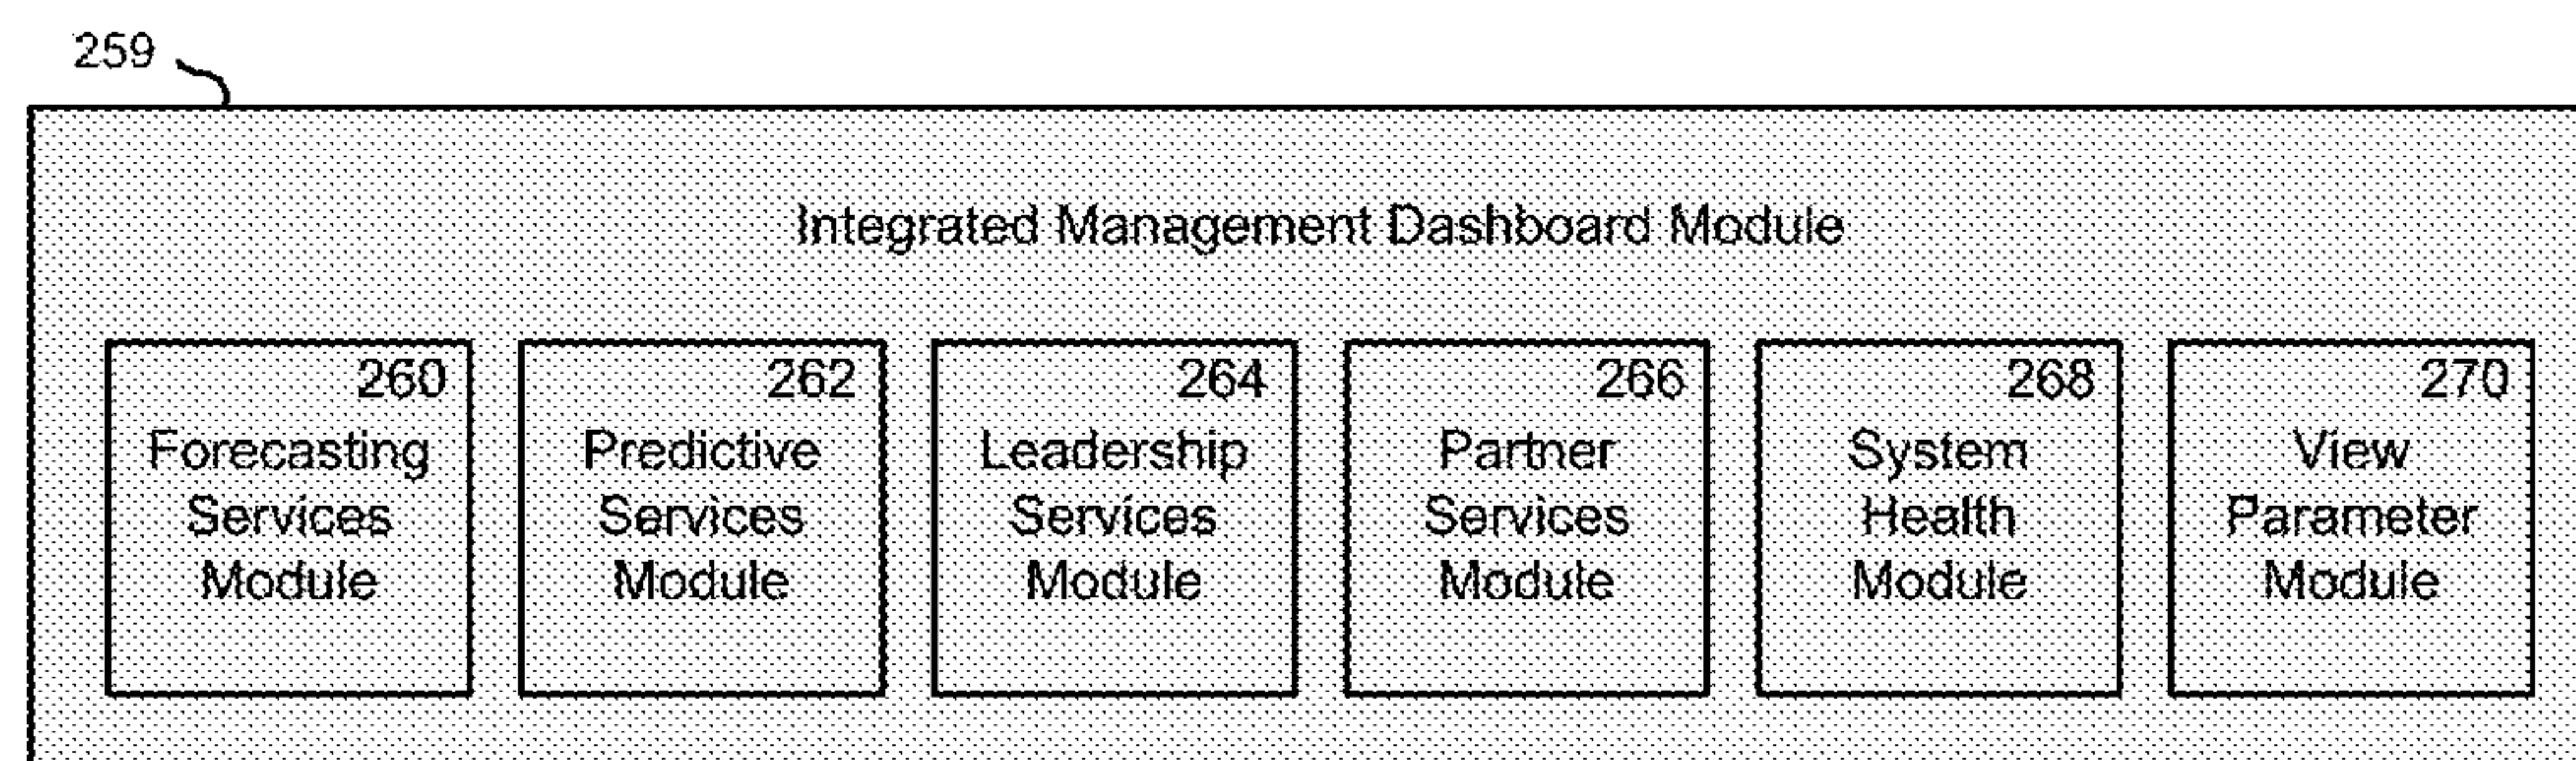 259
Integrated Management Dashboard Module
260
Forecasting
Services
Module
262
Predictive
Services
Module
264
Leadership
Services
Module
266
Partner
Services
Module
268
System
Health
Module
270
View
Parameter
Module